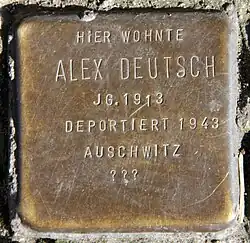 HIER WOHNTE
ALEX DEUTSCH
JG. 1913
DEPORTIERT 1943
AUSCHWITZ
???